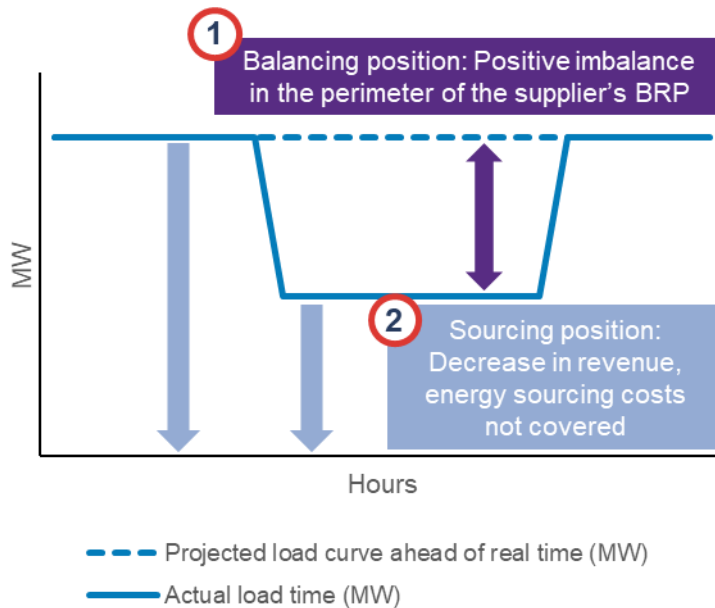 1
Balancing position: Positive imbalance
in the perimeter of the supplier's BRP
MW
2
Sourcing position:
Decrease in revenue,
energy sourcing costs
not covered
Hours
Projected load curve ahead of real time (MW)
Actual load time (MW)